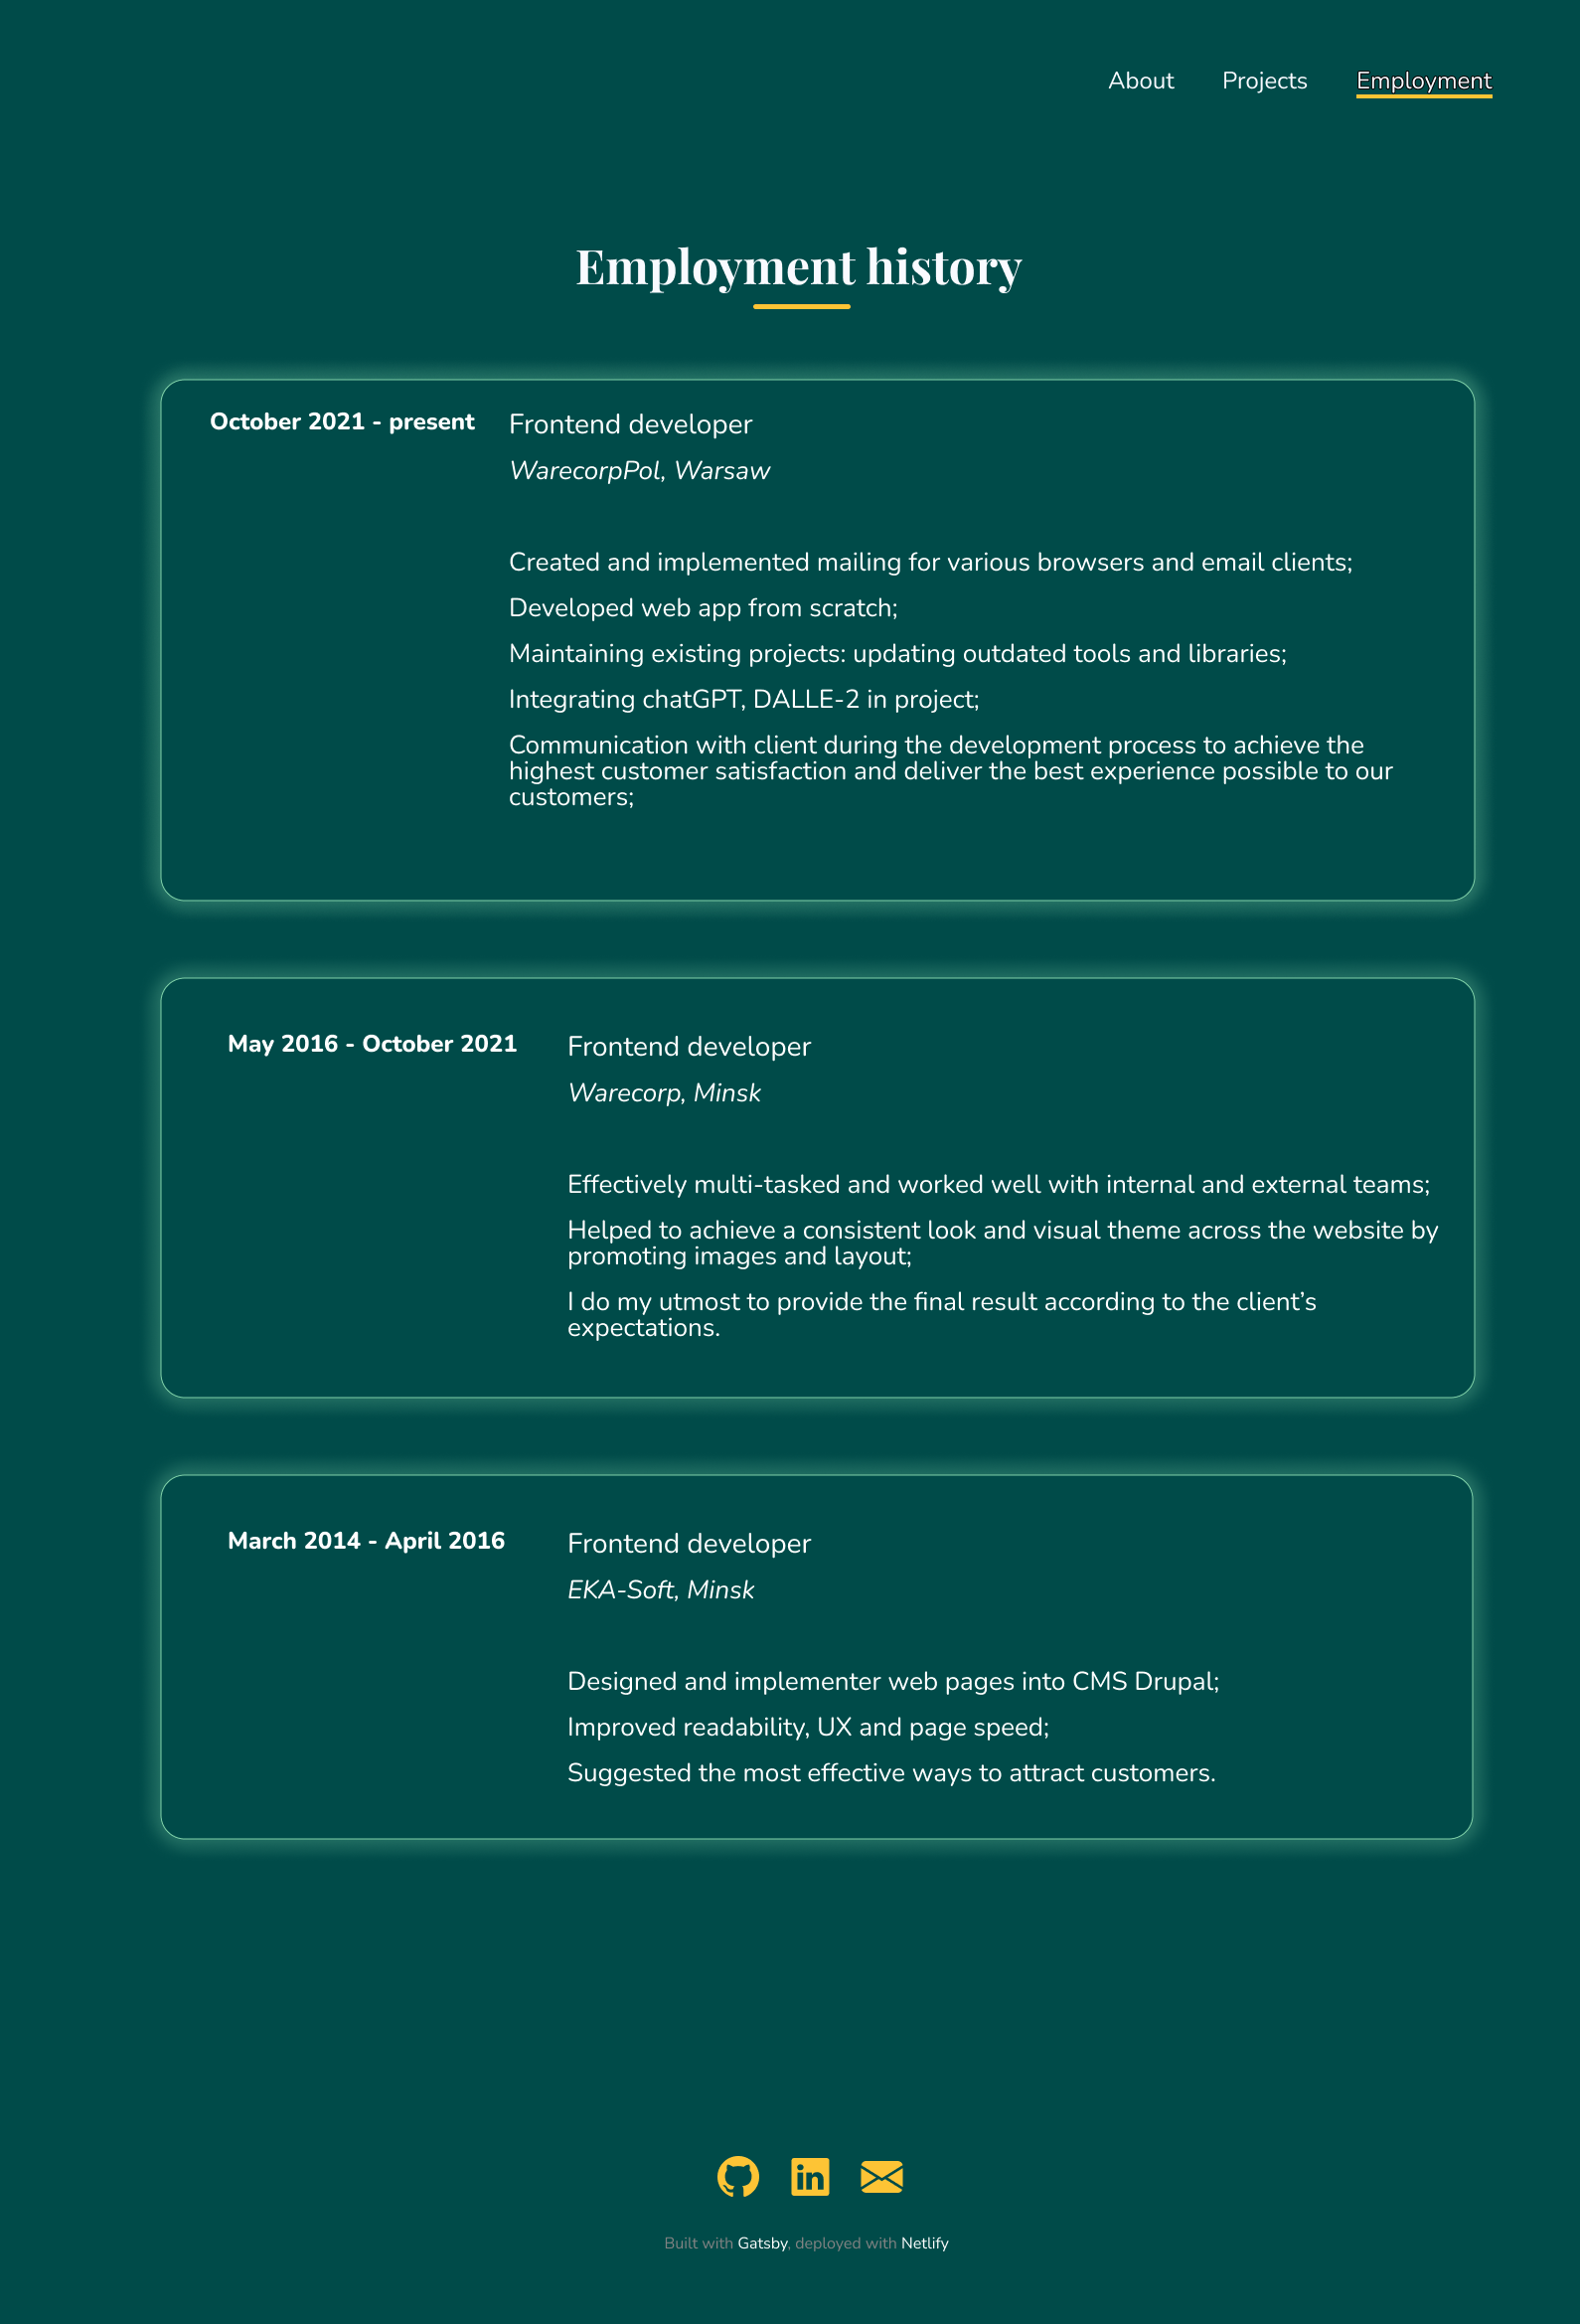 About Projects Employment
Employment history
October 2021 - present
Frontend developer
WarecorpPol, Warsaw
Created and implemented mailing for various browsers and email clients;
Developed web app from scratch;
Maintaining existing projects: updating outdated tools and libraries;
Integrating chatGPT, DALLE-2 in project;
Communication with client during the development process to achieve the
highest customer satisfaction and deliver the best experience possible to our
customers;
May 2016 - October 2021
Frontend developer
Warecorp, Minsk
Effectively multi-tasked and worked well with internal and external teams;
Helped to achieve a consistent look and visual theme across the website by
promoting images and layout;
I do my utmost to provide the final result according to the client’s
expectations.
March 2014 - April 2016
Frontend developer
EKA-Soft, Minsk
Designed and implementer web pages into CMS Drupal;
Improved readability, UX and page speed;
Suggested the most effective ways to attract customers.
in
Built with Gatsby, deployed with Netlify